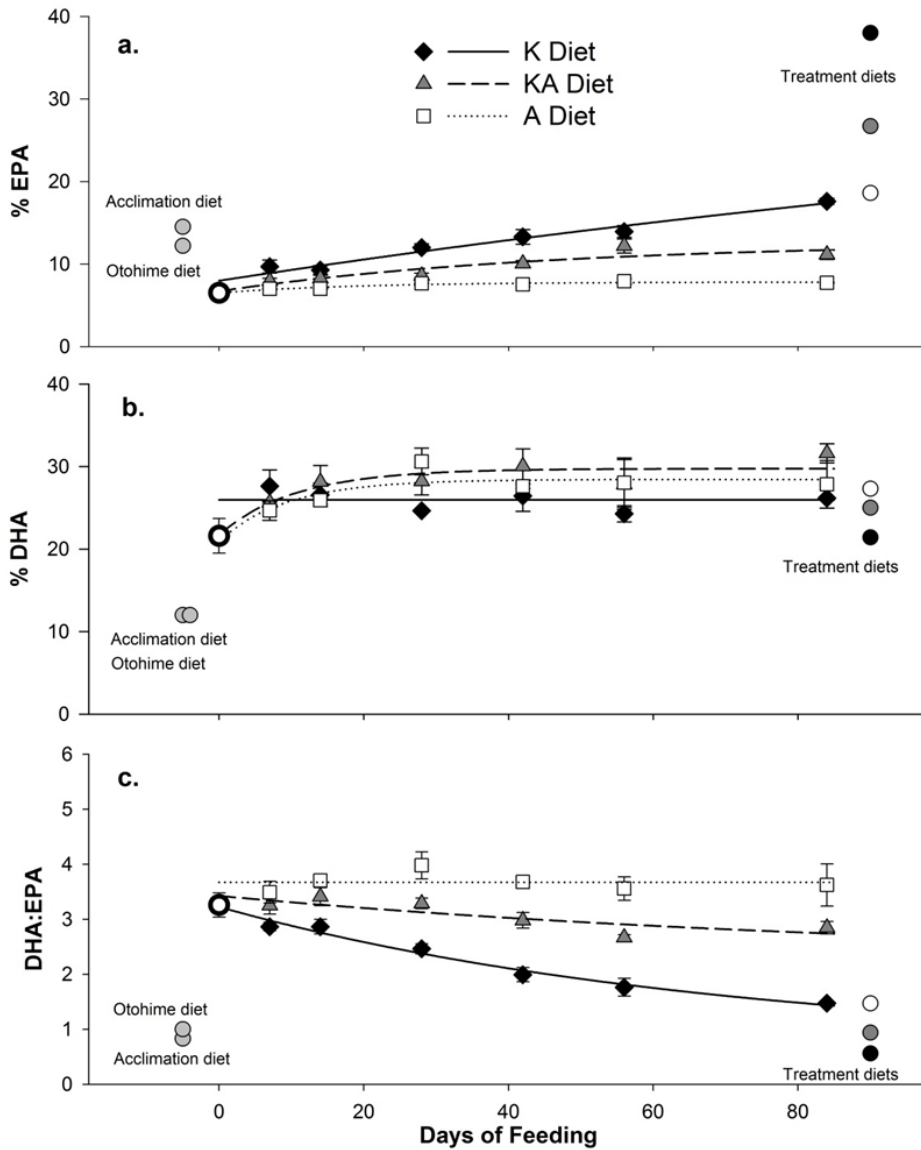 a.
K Diet
KA Diet
A Diet
Treatment diets
Acclimation diet
Otohime diet
% EPA
40
30
20
10
0
b.
Treatment diets
Acclimation diet
Otohime diet
% DHA
40
30
20
10
0
c.
Otohime diet
Acclimation diet
Treatment diets
DHA:EPA
6
5
4
3
2
1
0
0 20 40 60 80
Days of Feeding